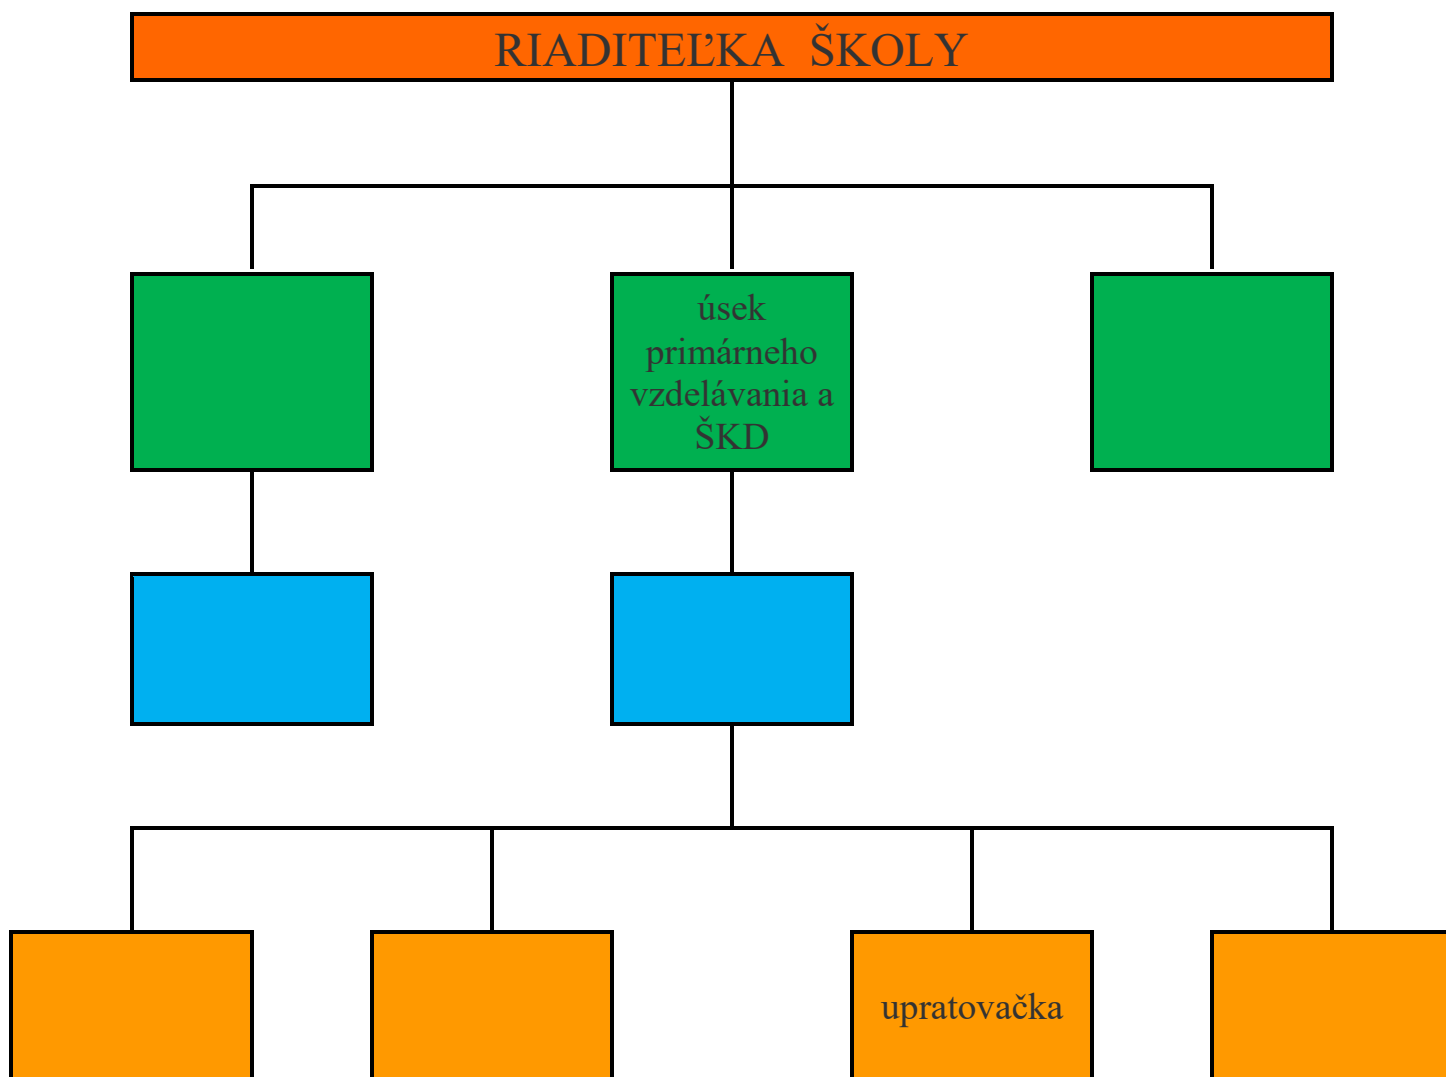 RIADITEĽKA ŠKOLY
úsek
primárneho
vzdelávania a
ŠKD
upratovačka